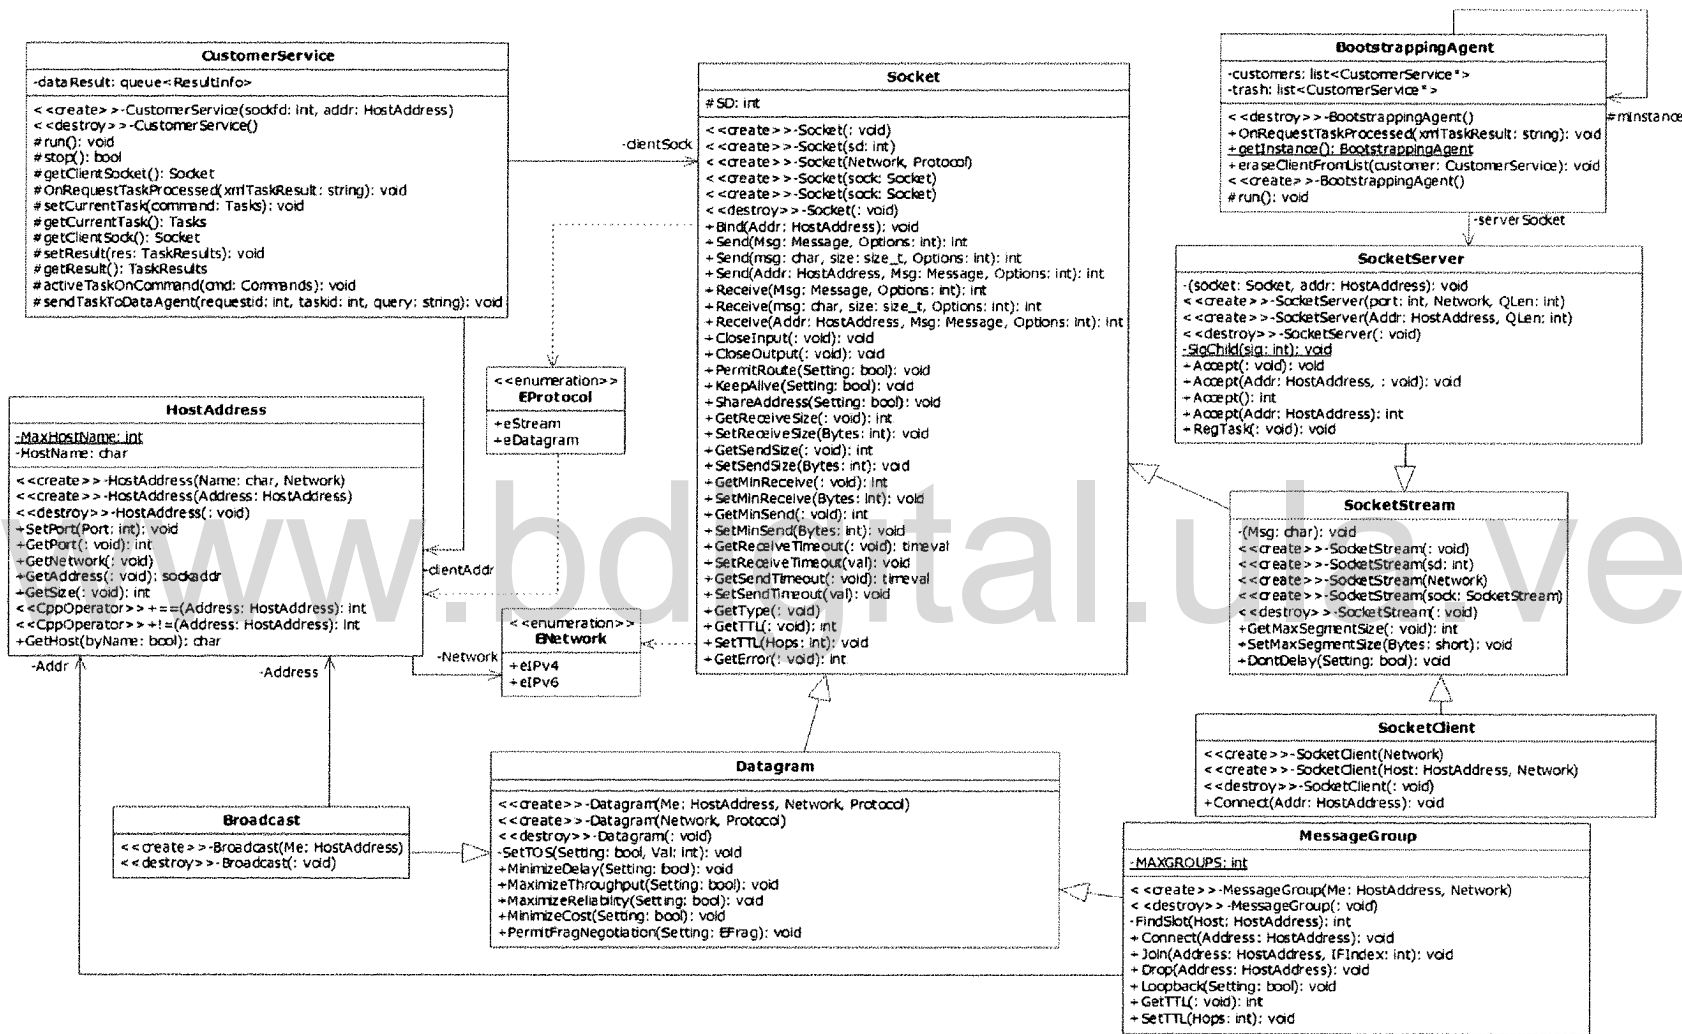 CustomerService
-dataResult: queue<ResultInfo>
<<create>>-CustomerService(sockfd: int, addr: HostAddress)
<<destroy>>-CustomerService()
#run(): void
#stop(): bool
#getClientSocket(): Socket
#OnRequestTaskProcessed(xmlTaskResult: string): void
#setCurrentTask(command: Tasks): void
#getCurrentTask(): Tasks
#getClientSock(): Socket
#setResult(res: TaskResults): void
#getResult(): TaskResults
#activeTaskOnCommand(cmd: Commands): void
#sendTaskToDataAgent(requestid: int, taskid: int, query: string): void
-clientSock
Socket
#SD: int
<<create>>-Socket(: void)
<<create>>-Socket(sd: int)
<<create>>-Socket(Network, Protocol)
<<create>>-Socket(sock: Socket)
<<create>>-Socket(sock: Socket)
<<destroy>>-Socket(: void)
+Bind(Addr: HostAddress): void
+Send(Msg: Message, Options: int): int
+Send(msg: char, size: size_t, Options: int): int
+Send(Addr: HostAddress, Msg: Message, Options: int): int
+Receive(Msg: Message, Options: int): int
+Receive(msg: char, size: size_t, Options: int): int
+Receive(Addr: HostAddress, Msg: Message, Options: int): int
+CloseInput(: void): void
+CloseOutput(: void): void
+PermitRoute(Setting: bool): void
+KeepAlive(Setting: bool): void
+ShareAddress(Setting: bool): void
+GetReceiveSize(: void): int
+SetReceiveSize(Bytes: int): void
+GetSendSize(: void): int
+SetSendSize(Bytes: int): void
+GetMinReceive(: void): int
+SetMinReceive(Bytes: int): void
+GetMinSend(: void): int
+SetMinSend(Bytes: int): void
+GetReceiveTimeout(: void): timeval
+SetReceiveTimeout(val): void
+GetSendTimeout(: void): timeval
+SetSendTimeout(val): void
+GetType(: void)
+GetTTL(: void): int
+SetTTL(Hops: int): void
+GetError(: void): int
BootstrappingAgent
-customers: list<CustomerService*>
-trash: list<CustomerService*>
<<destroy>>-BootstrappingAgent()
+OnRequestTaskProcessed(xmlTaskResult: string): void
+getInstance(): BootstrappingAgent
+eraseClientFromList(customer: CustomerService): void
<<create>>-BootstrappingAgent()
#run(): void
#mInstance
-serverSocket
SocketServer
-(socket: Socket, addr: HostAddress): void
<<create>>-SocketServer(port: int, Network, QLen: int)
<<create>>-SocketServer(Addr: HostAddress, QLen: int)
<<destroy>>-SocketServer(: void)
-SigChild(sig: int): void
+Accept(: void): void
+Accept(Addr: HostAddress, : void): void
+Accept(): int
+Accept(Addr: HostAddress): int
+RegTask(: void): void
<<enumeration>>
EProtocol
+eStream
+eDatagram
HostAddress
-MaxHostName: int
-HostName: char
<<create>>-HostAddress(Name: char, Network)
<<create>>-HostAddress(Address: HostAddress)
<<destroy>>-HostAddress(: void)
+SetPort(Port: int): void
+GetPort(: void): int
+GetNetwork(: void)
+GetAddress(: void): sockaddr
+GetSize(: void): int
<<CppOperator>>+==(Address: HostAddress): int
<<CppOperator>>+!=(Address: HostAddress): int
+GetHost(byName: bool): char
-clientAddr
www.bdigital.ula.ve
SocketStream
-(Msg: char): void
<<create>>-SocketStream(: void)
<<create>>-SocketStream(sd: int)
<<create>>-SocketStream(Network)
<<create>>-SocketStream(sock: SocketStream)
<<destroy>>-SocketStream(: void)
+GetMaxSegmentSize(: void): int
+SetMaxSegmentSize(Bytes: short): void
+DontDelay(Setting: bool): void
<<enumeration>>
ENetwork
+eIPv4
+eIPv6
-Network
-Addr
-Address
SocketClient
<<create>>-SocketClient(Network)
<<create>>-SocketClient(Host: HostAddress, Network)
<<destroy>>-SocketClient(: void)
+Connect(Addr: HostAddress): void
Datagram
<<create>>-Datagram(Me: HostAddress, Network, Protocol)
<<create>>-Datagram(Network, Protocol)
<<destroy>>-Datagram(: void)
-SetTOS(Setting: bool, Val: int): void
+MinimizeDelay(Setting: bool): void
+MaximizeThroughput(Setting: bool): void
+MaximizeReliability(Setting: bool): void
+MinimizeCost(Setting: bool): void
+PermitFragNegotiation(Setting: EFrag): void
Broadcast
<<create>>-Broadcast(Me: HostAddress)
<<destroy>>-Broadcast(: void)
MessageGroup
-MAXGROUPS: int
<<create>>-MessageGroup(Me: HostAddress, Network)
<<destroy>>-MessageGroup(: void)
-FindSlot(Host: HostAddress): int
+Connect(Address: HostAddress): void
+Join(Address: HostAddress, IFIndex: int): void
+Drop(Address: HostAddress): void
+Loopback(Setting: bool): void
+GetTTL(: void): int
+SetTTL(Hops: int): void